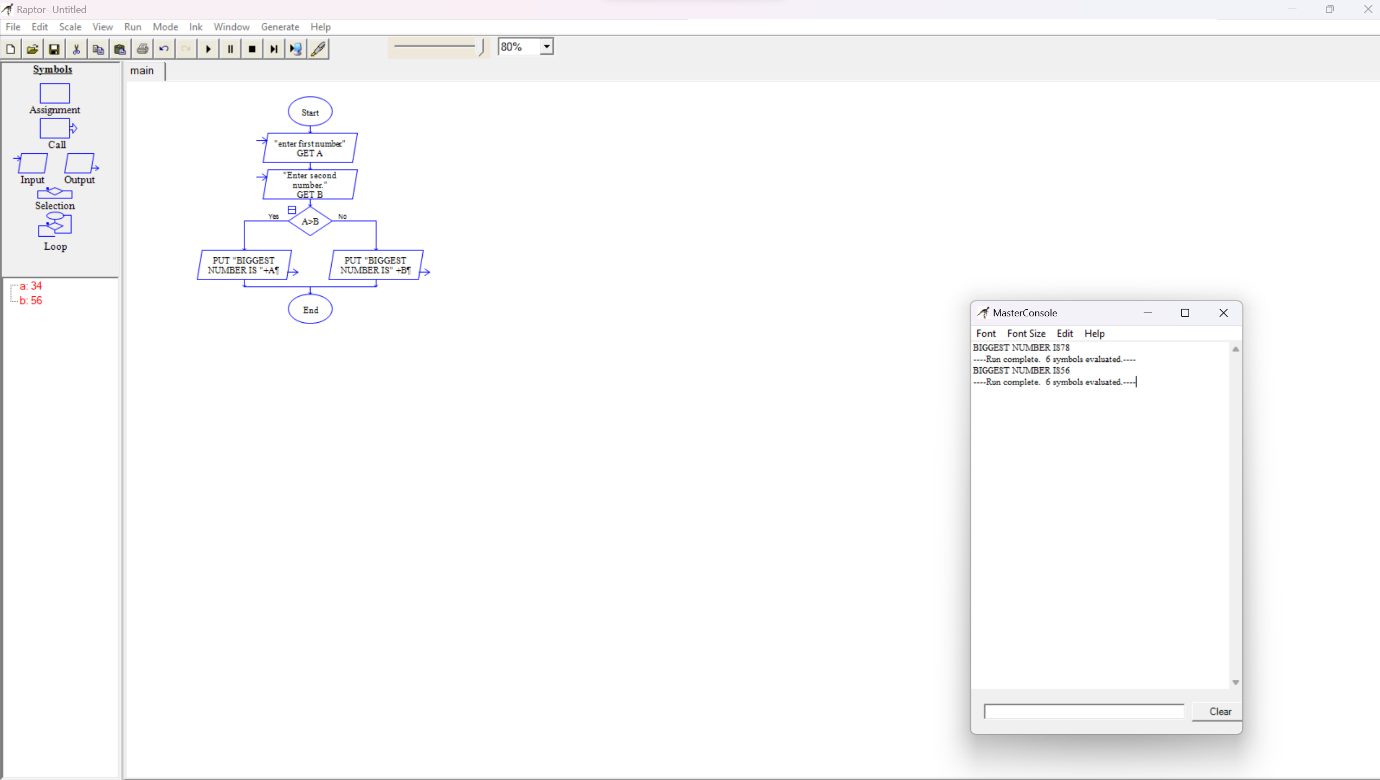 Raptor- Untitled
File Edit Scale View Run Mode Ink Window Generate Help
80%
Symbols
main
Assignment
Call
Input Output
Selection
Loop
a: 34
b: 56
Start
"enter first number."
GET A
"Enter second
number."
GET B
Yes A>B No
PUT "BIGGEST
NUMBER IS "+A¶
PUT "BIGGEST
NUMBER IS" +B¶
End
MasterConsole
Font Font Size Edit Help
BIGGEST NUMBER IS78
----Run complete. 6 symbols evaluated.----
BIGGEST NUMBER IS56
----Run complete. 6 symbols evaluated.----
Clear